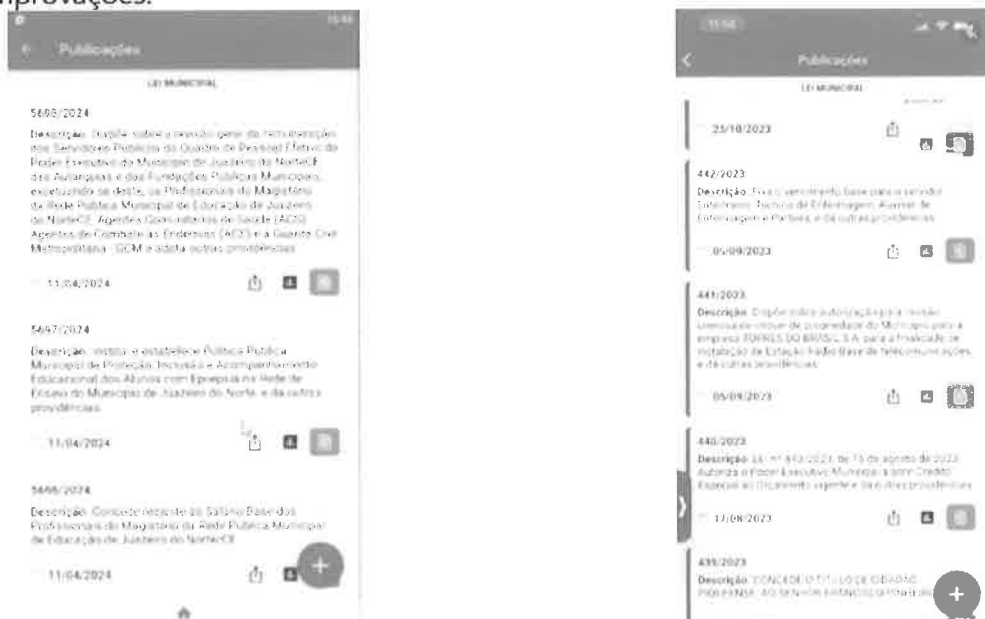 mprovações.
Publicações
LEI MUNICIPAL
5698/2024
Descrição: Dispõe sobre a revisão geral da remuneração
dos Servidores Públicos do Quadro de Pessoal Efetivo do
Poder Executivo do Município de Juazeiro do Norte/CE
das Autarquias e das Fundações Públicas Municipais,
excetuando-se deste, os Profissionais do Magistério
da Rede Pública Municipal de Educação de Juazeiro
do Norte/CE, Agentes Comunitários de Saúde (ACS)
Agentes de Combate as Endemias (ACE) e a Guarda Civil
Metropolitana - GCM e adota outras providências
11/04/2024
5697/2024
Descrição: Institui e estabelece Política Pública
Municipal de Proteção, Inclusão e Acompanhamento
Educacional dos Alunos com Epilepsia na Rede de
Ensino do Município de Juazeiro do Norte e dá outras
providências.
11/04/2024
5696/2024
Descrição: Concede reajuste ao Salário Base dos
Profissionais do Magistério da Rede Pública Municipal
de Educação de Juazeiro do Norte/CE
11/04/2024
Publicações
LEI MUNICIPAL
23/10/2023
442/2023
Descrição: Fixa o vencimento base para o servidor
Enfermeiro, Técnico de Enfermagem, Auxiliar de
Enfermagem e Parteira, e dá outras providências
05/09/2023
441/2023
Descrição: Dispõe sobre autorização para a cessão
onerosa de imóvel de propriedade do Município para a
empresa TORRES DO BRASIL S.A. para a finalidade de
instalação de Estação Rádio Base de telecomunicações
e dá outras providências
05/09/2023
440/2023
Descrição: LEI Nº 440/2023, de 16 de agosto de 2023
Autoriza o Poder Executivo Municipal a abrir Crédito
Especial ao Orçamento vigente e dá outras providências
17/08/2023
439/2023
Descrição: CONCEDE O TÍTULO DE CIDADÃO
AO SENHOR FRANCISCO